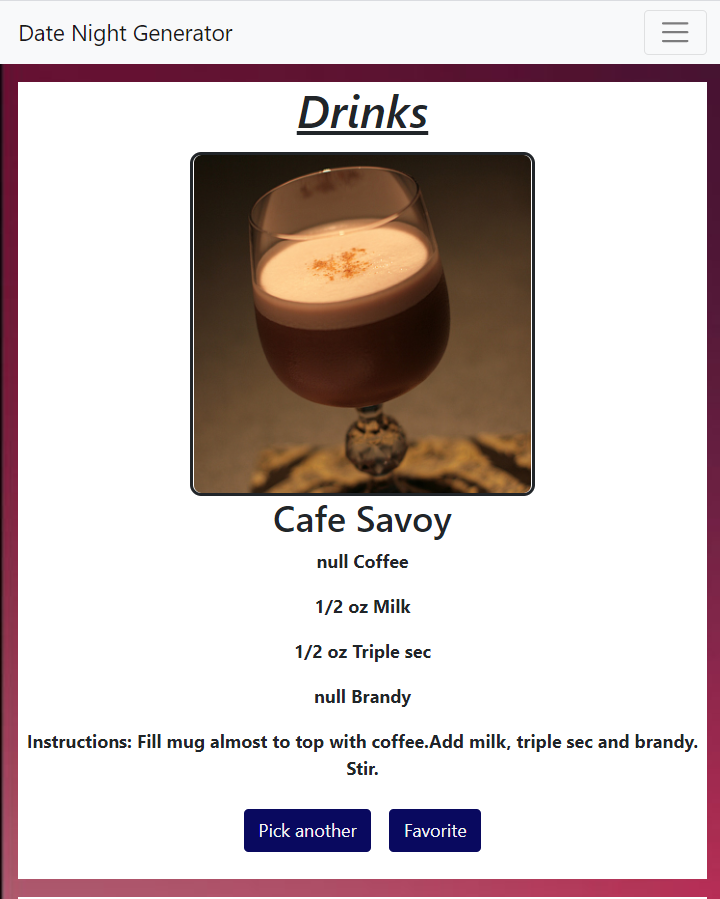 Date Night Generator
Drinks
Cafe Savoy
null Coffee
1/2 oz Milk
1/2 oz Triple sec
null Brandy
Instructions: Fill mug almost to top with coffee.Add milk, triple sec and brandy.
Stir.
Pick another
Favorite